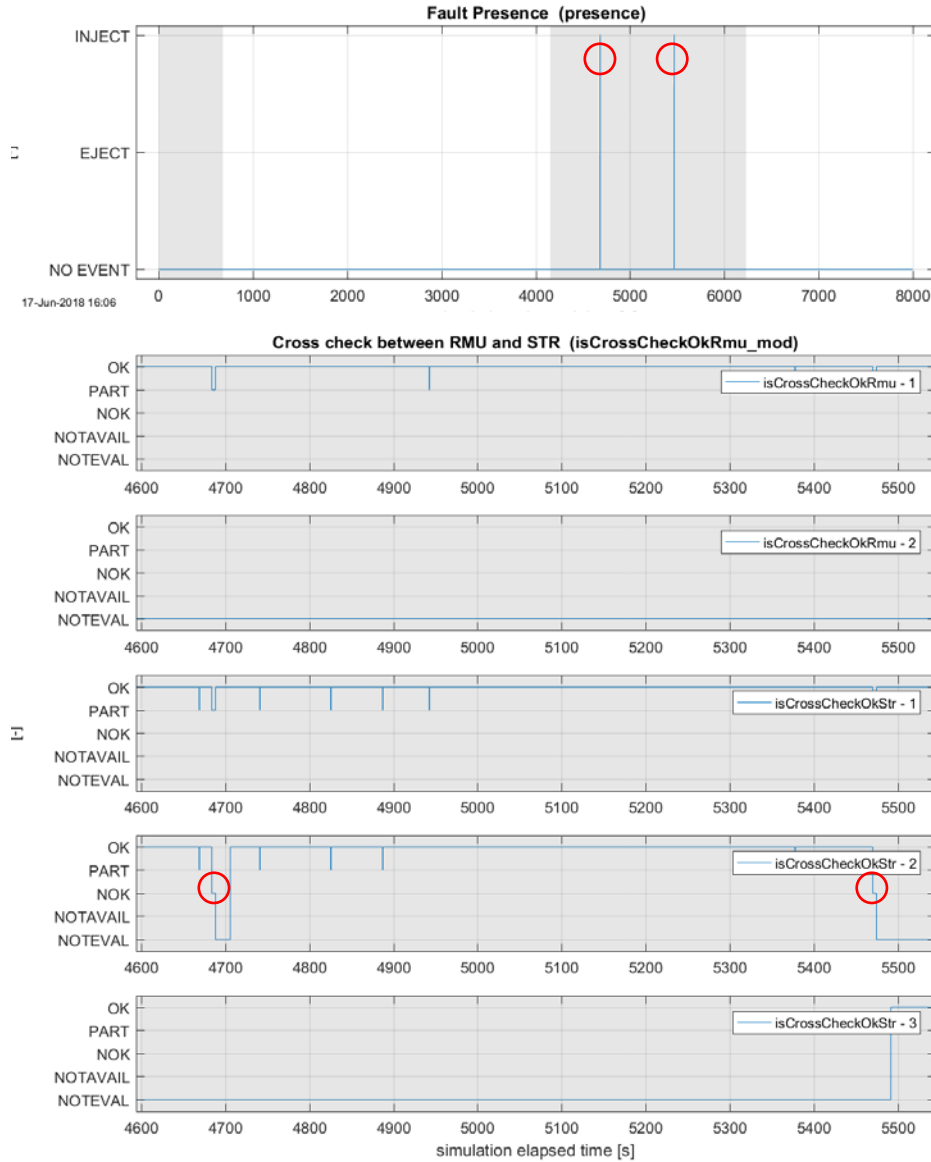 Fault Presence (presence)
INJECT
EJECT
NO EVENT
[-]
0 1000 2000 3000 4000 5000 6000 7000 8000
17-Jun-2018 16:06
Cross check between RMU and STR (isCrossCheckOkRmu_mod)
OK
PART
NOK
NOTAVAIL
NOTEVAL
isCrossCheckOkRmu - 1
4600 4700 4800 4900 5000 5100 5200 5300 5400 5500
OK
PART
NOK
NOTAVAIL
NOTEVAL
isCrossCheckOkRmu - 2
4600 4700 4800 4900 5000 5100 5200 5300 5400 5500
OK
PART
NOK
NOTAVAIL
NOTEVAL
isCrossCheckOkStr - 1
[-]
4600 4700 4800 4900 5000 5100 5200 5300 5400 5500
OK
PART
NOK
NOTAVAIL
NOTEVAL
isCrossCheckOkStr - 2
4600 4700 4800 4900 5000 5100 5200 5300 5400 5500
OK
PART
NOK
NOTAVAIL
NOTEVAL
isCrossCheckOkStr - 3
4600 4700 4800 4900 5000 5100 5200 5300 5400 5500
simulation elapsed time [s]